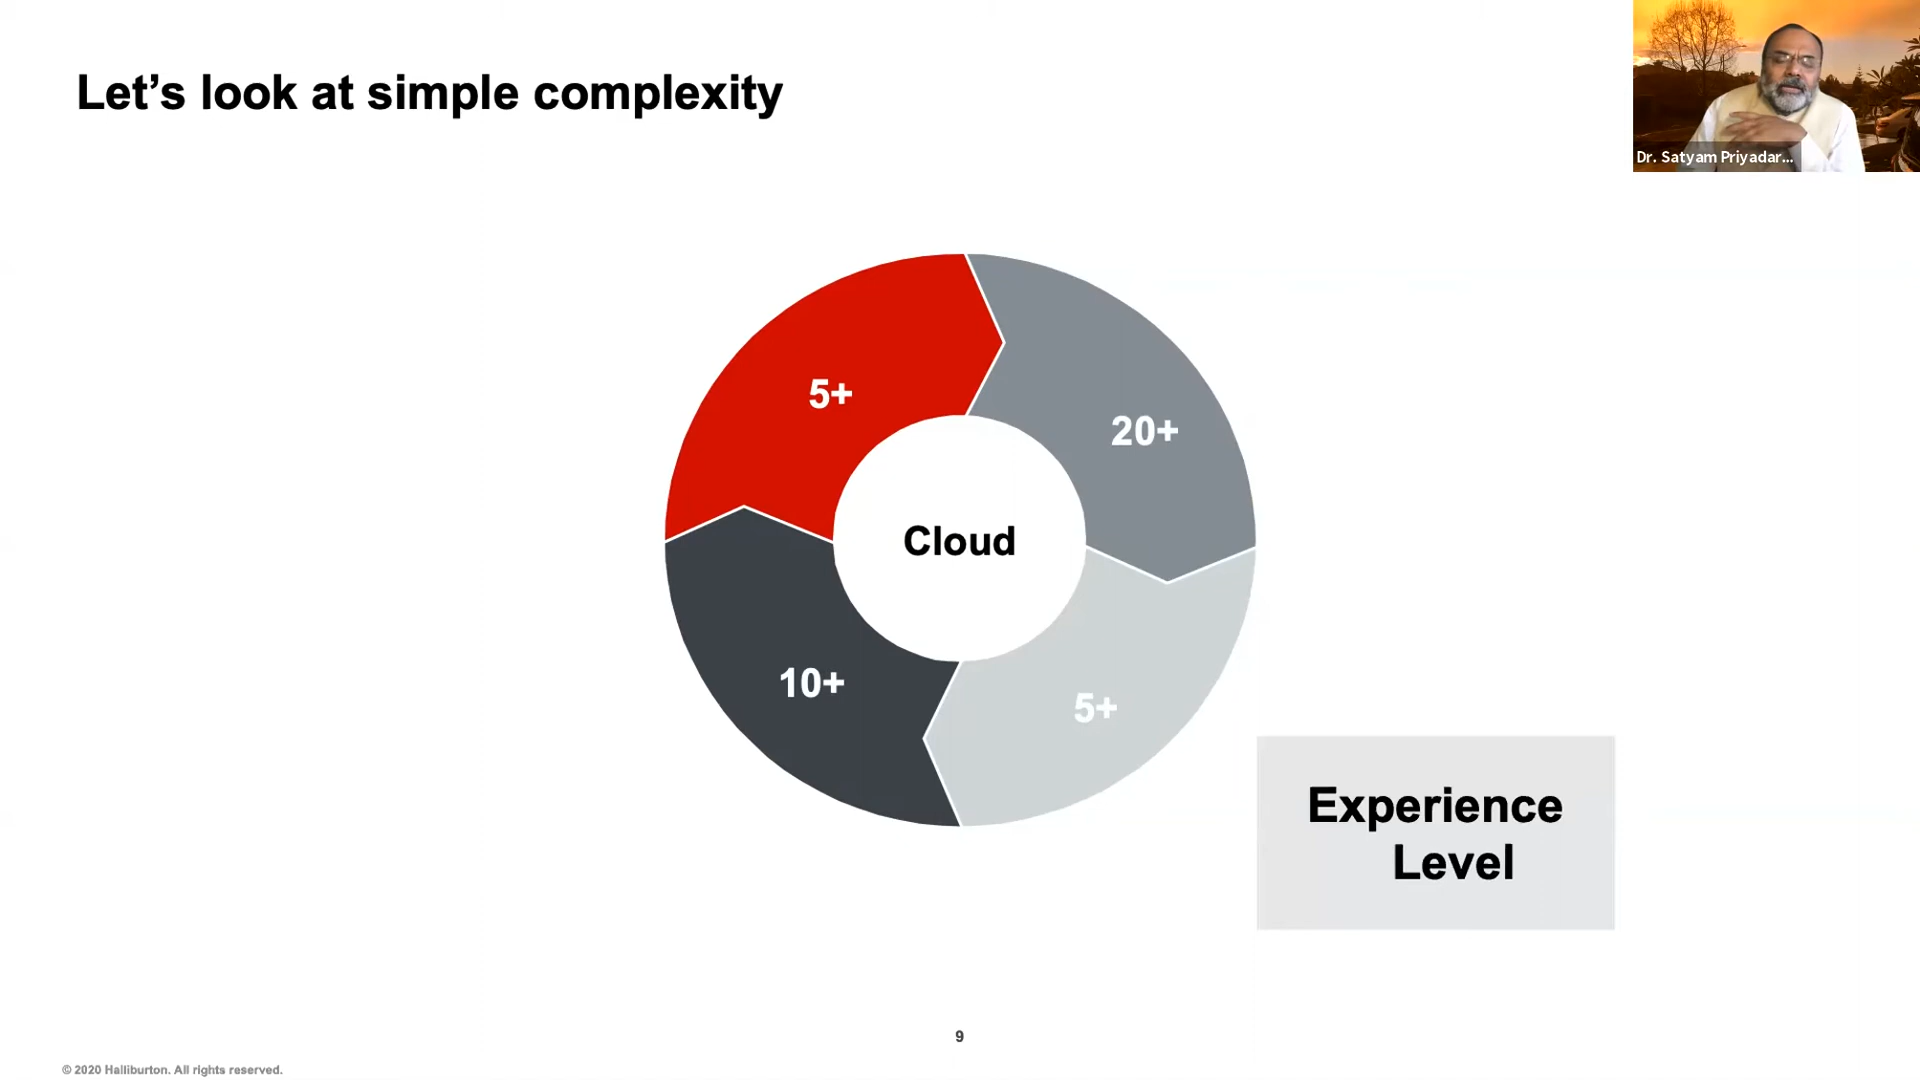 Let's look at simple complexity
Dr. Satyam Priyadar...
5+
20+
Cloud
10+
5+
Experience
Level
9
© 2020 Halliburton. All rights reserved.